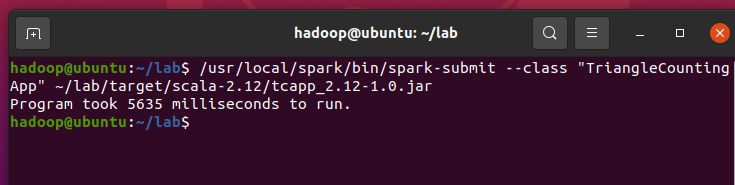 hadoop@ubuntu: ~/lab
hadoop@ubuntu:~/lab$ /usr/local/spark/bin/spark-submit --class "TriangleCounting
App" ~/lab/target/scala-2.12/tcapp_2.12-1.0.jar
Program took 5635 milliseconds to run.
hadoop@ubuntu:~/lab$